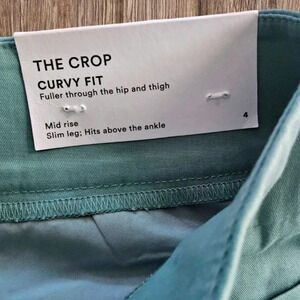 THE CROP
CURVY FIT
Fuller through the hip and thigh
Mid rise
Slim leg; Hits above the ankle
4